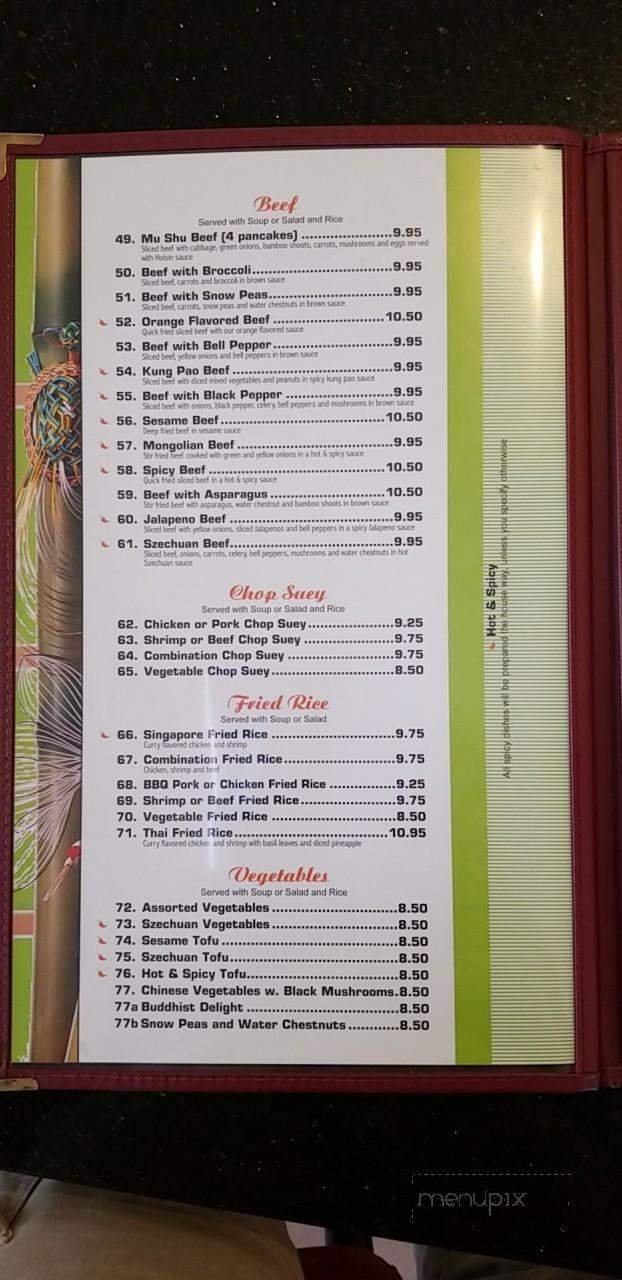 Beef
Served with Soup or Salad and Rice
49. Mu Shu Beef (4 pancakes) ........................9.95
Sliced beef with cabbage, green onions, bamboo shoots, carrots, mushrooms and eggs served
with Hoisin sauce
50. Beef with Broccoli....................................9.95
Sliced beef, carrots and broccoli in brown sauce
51. Beef with Snow Peas................................9.95
Sliced beef, carrots, snow peas and water chestnuts in brown sauce
52. Orange Flavored Beef ............................10.50
Quick fried sliced beef with our orange flavored sauce
53. Beef with Bell Pepper...............................9.95
Sliced beef, yellow onions and bell peppers in brown sauce
54. Kung Pao Beef .........................................9.95
Sliced beef with diced mixed vegetables and peanuts in spicy kung pao sauce
55. Beef with Black Pepper ............................9.95
Sliced beef with onions, black pepper, celery, bell peppers and mushrooms in brown sauce
56. Sesame Beef..........................................10.50
Deep fried beef in sesame sauce
57. Mongolian Beef ........................................9.95
Stir fried beef cooked with green and yellow onions in a hot & spicy sauce
58. Spicy Beef .............................................10.50
Quick fried sliced beef in a hot & spicy sauce
59. Beef with Asparagus .............................10.50
Stir fried beef with asparagus, water chestnut and bamboo shoots in brown sauce
60. Jalapeno Beef ..........................................9.95
Sliced beef with yellow onions, sliced Jalapenos and bell peppers in a spicy Jalapeno sauce
61. Szechuan Beef..........................................9.95
Sliced beef, onions, carrots, celery, bell peppers, mushrooms and water chestnuts in hot
Szechuan sauce
Chop Suey
Served with Soup or Salad and Rice
62. Chicken or Pork Chop Suey......................9.25
63. Shrimp or Beef Chop Suey .......................9.75
64. Combination Chop Suey ...........................9.75
65. Vegetable Chop Suey................................8.50
Fried Rice
Served with Soup or Salad
66. Singapore Fried Rice ................................9.75
Curry flavored chicken and shrimp
67. Combination Fried Rice.............................9.75
Chicken, shrimp and beef
68. BBQ Pork or Chicken Fried Rice .................9.25
69. Shrimp or Beef Fried Rice.........................9.75
70. Vegetable Fried Rice ................................8.50
71. Thai Fried Rice.......................................10.95
Curry flavored chicken and shrimp with basil leaves and diced pineapple
Vegetables
Served with Soup or Salad and Rice
72. Assorted Vegetables ................................8.50
73. Szechuan Vegetables ................................8.50
74. Sesame Tofu .............................................8.50
75. Szechuan Tofu...........................................8.50
76. Hot & Spicy Tofu.......................................8.50
77. Chinese Vegetables w. Black Mushrooms.8.50
77a Buddhist Delight .......................................8.50
77b Snow Peas and Water Chestnuts .............8.50
Hot & Spicy
All spicy dishes will be prepared the house way, unless you specify otherwise
menupix